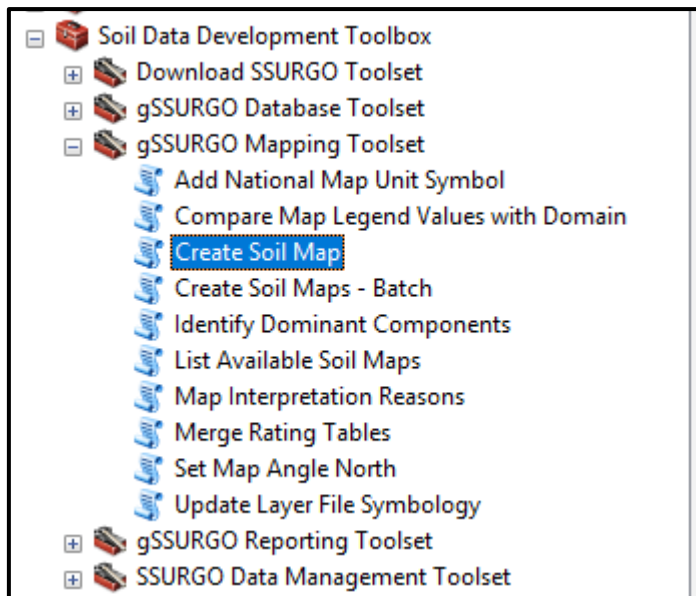 Soil Data Development Toolbox
Download SSURGO Toolset
gSSURGO Database Toolset
gSSURGO Mapping Toolset
Add National Map Unit Symbol
Compare Map Legend Values with Domain
Create Soil Map
Create Soil Maps - Batch
Identify Dominant Components
List Available Soil Maps
Map Interpretation Reasons
Merge Rating Tables
Set Map Angle North
Update Layer File Symbology
gSSURGO Reporting Toolset
SSURGO Data Management Toolset